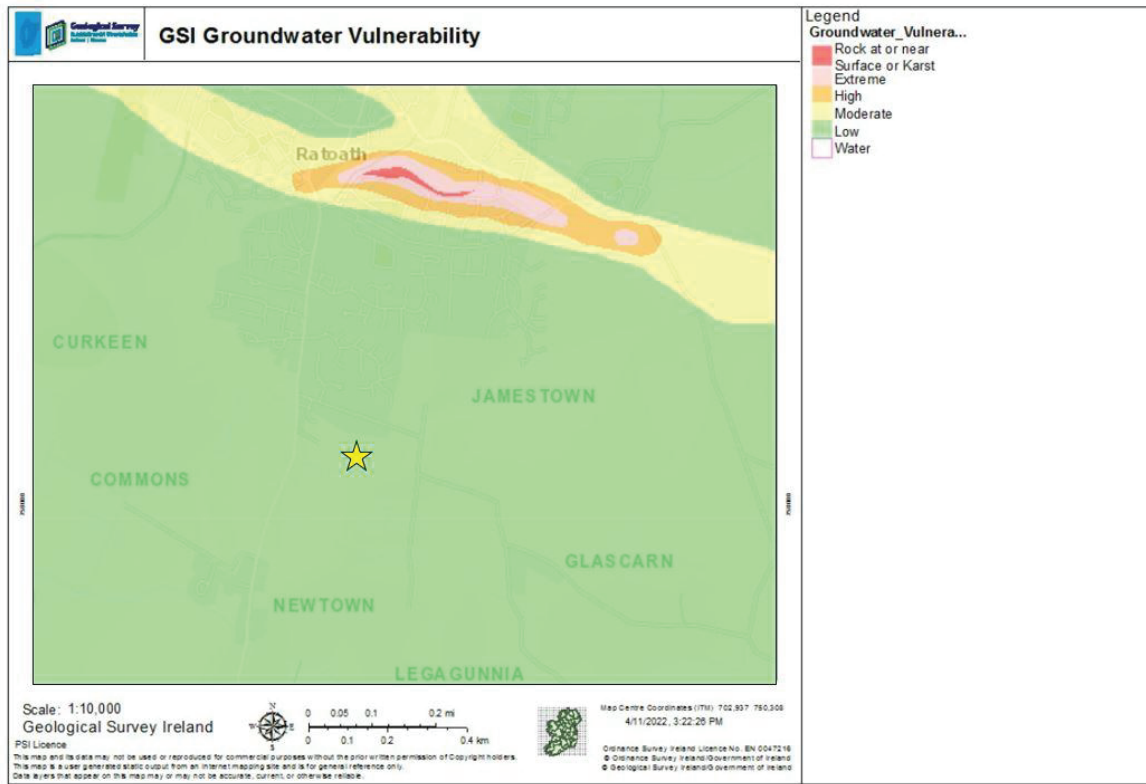 Geological Survey
GSI Groundwater Vulnerability
Legend
Groundwater_Vulnera...
Rock at or near
Surface or Karst
Extreme
High
Moderate
Low
Water
Ratoath
CURKEEN
JAMESTOWN
COMMONS
GLASCARN
NEWTOWN
LEGAGUNNIA
Scale: 1:10,000
Geological Survey Ireland
PSI Licence
This map and its data may not be used or reproduced for commercial purposes without the prior written permission of Copyright holders.
This map is a user generated static output from an Internet mapping site and is for general reference only.
Data layers that appear on this map may or may not be accurate, current, or otherwise reliable.
N
W
E
S
0 0.05 0.1 0.2 mi
0 0.1 0.2 0.4 km
Map Centre Coordinates (ITM) 702,937 750,308
4/11/2022, 3:22:26 PM
Ordnance Survey Ireland Licence No. EN 0047216
© Ordnance Survey Ireland/Government of Ireland
© Geological Survey Ireland/Government of Ireland